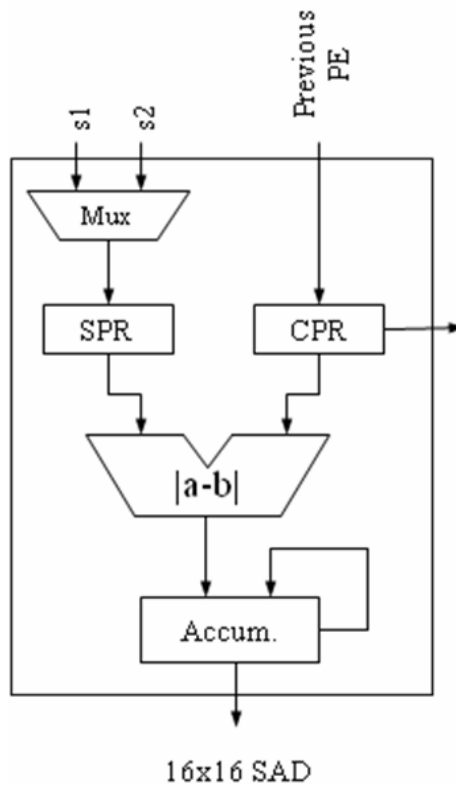 s1
s2
Previous
PE
Mux
SPR
CPR
|a-b|
Accum.
16x16 SAD